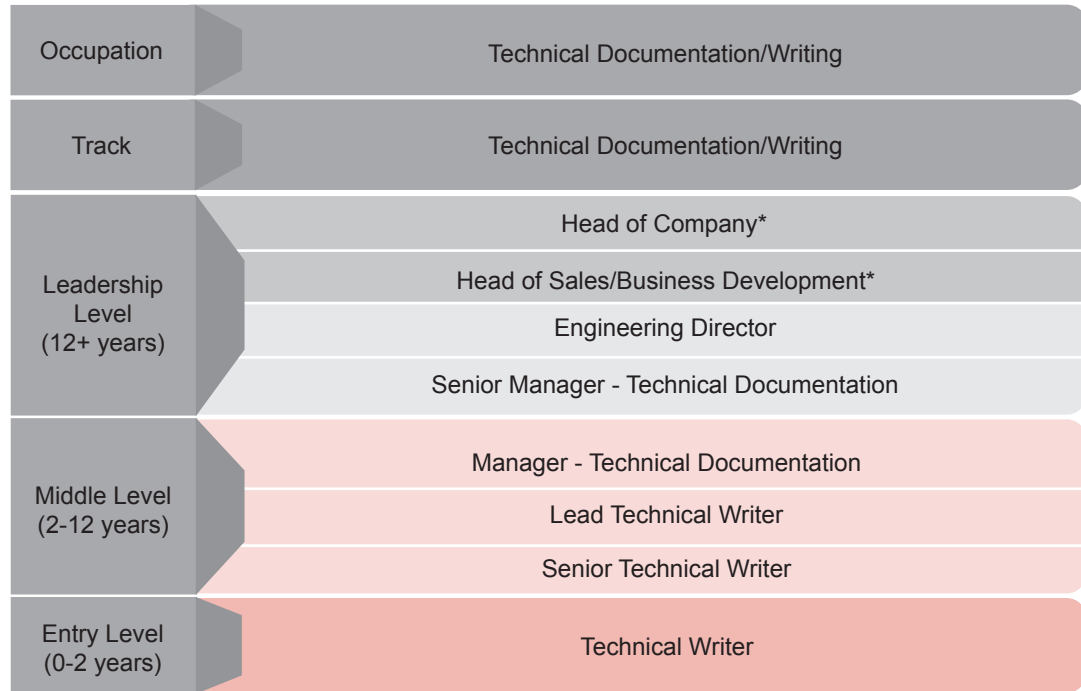 Occupation
Technical Documentation/Writing
Track
Technical Documentation/Writing
Leadership
Level
(12+ years)
Head of Company*
Head of Sales/Business Development*
Engineering Director
Senior Manager - Technical Documentation
Middle Level
(2-12 years)
Manager - Technical Documentation
Lead Technical Writer
Senior Technical Writer
Entry Level
(0-2 years)
Technical Writer